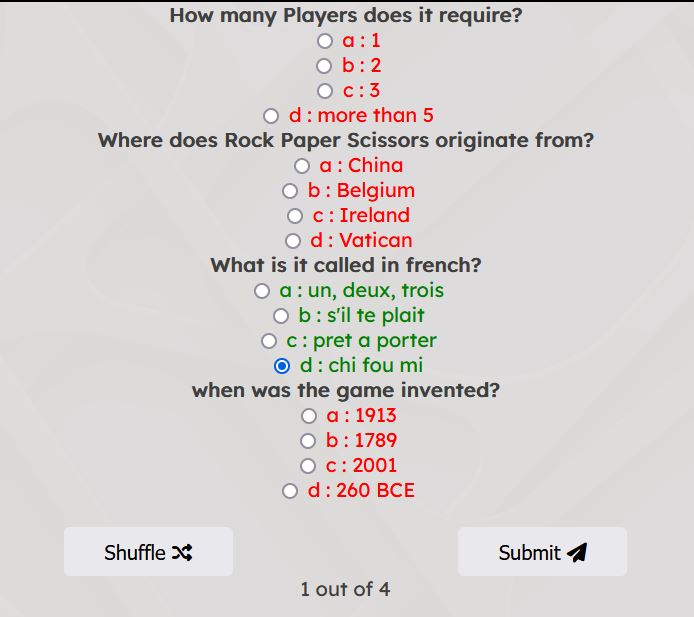 How many Players does it require?
a : 1
b : 2
c : 3
d : more than 5
Where does Rock Paper Scissors originate from?
a : China
b : Belgium
c : Ireland
d : Vatican
What is it called in french?
a : un, deux, trois
b : s'il te plait
c : pret a porter
d : chi fou mi
when was the game invented?
a : 1913
b : 1789
c : 2001
d : 260 BCE
Shuffle
Submit
1 out of 4